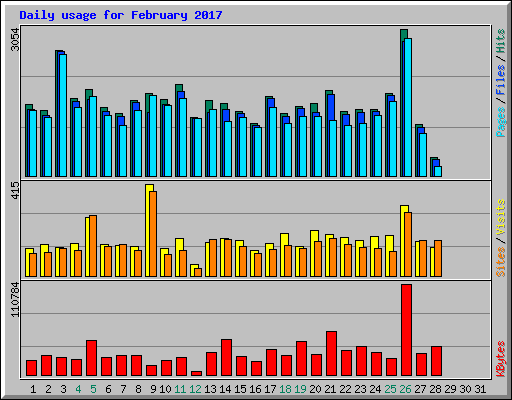 Daily usage for February 2017
3054
Pages / Files / Hits
415
Sites / Visits
110784
KBytes
1 2 3 4 5 6 7 8 9 10 11 12 13 14 15 16 17 18 19 20 21 22 23 24 25 26 27 28 29 30 31